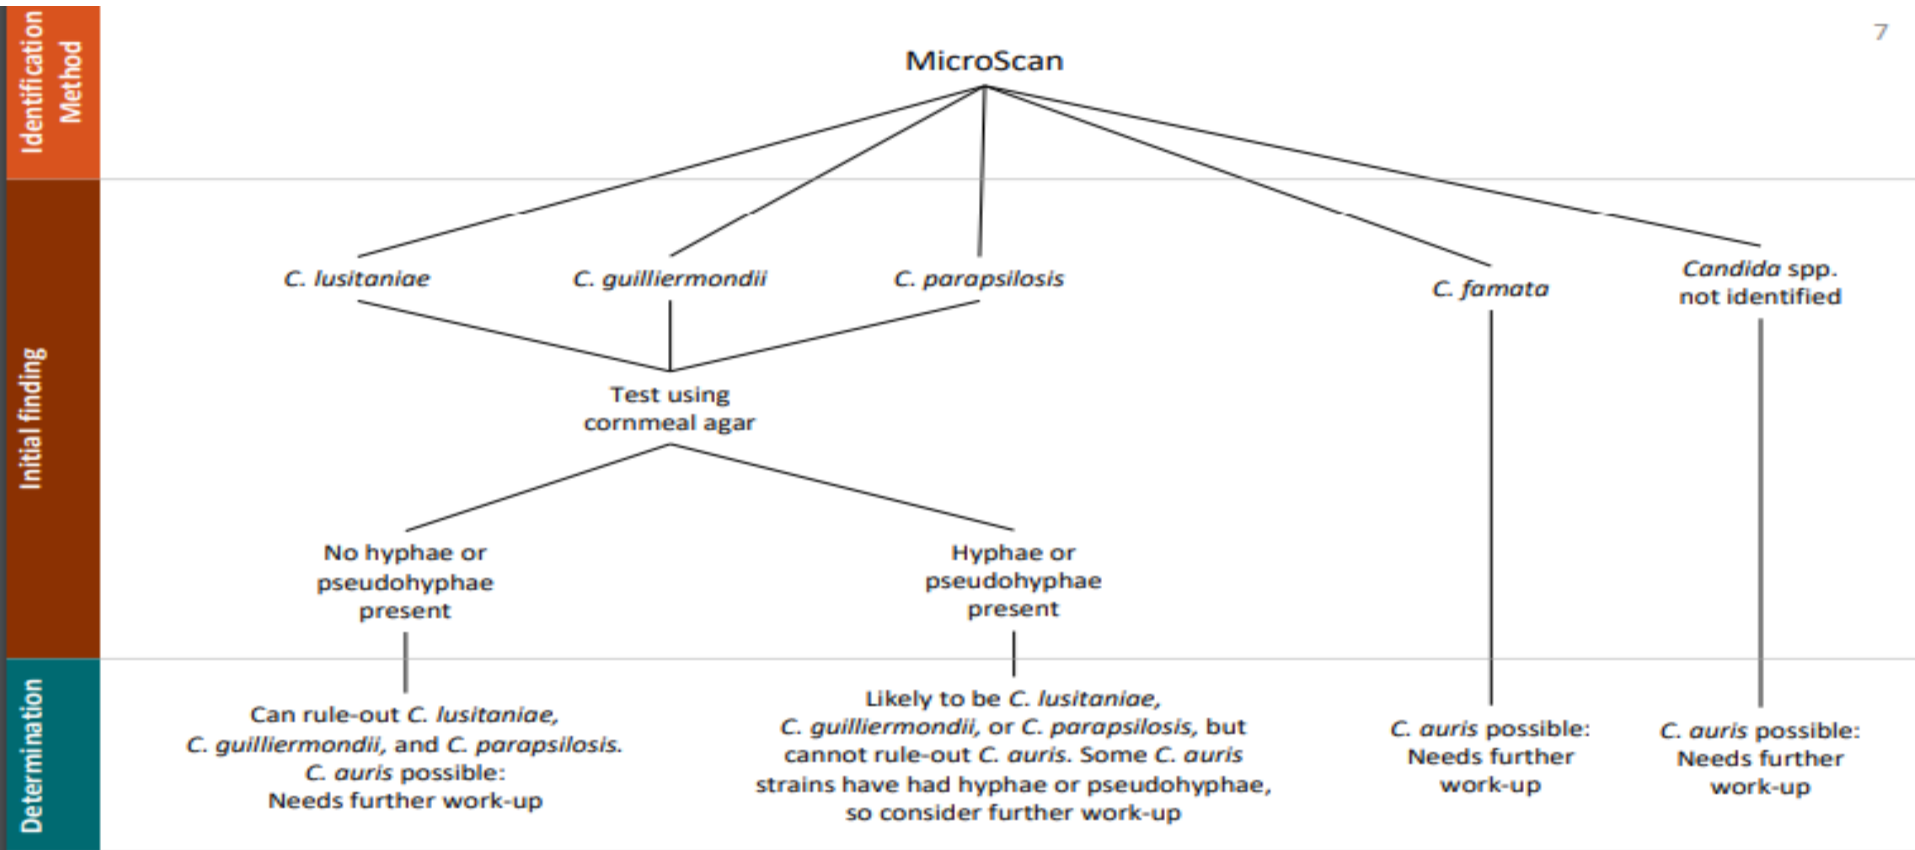 7
Identification
Method
MicroScan
Initial finding
C. lusitaniae
C. guilliermondii
C. parapsilosis
C. famata
Candida spp.
not identified
Test using
cornmeal agar
No hyphae or
pseudohyphae
present
Hyphae or
pseudohyphae
present
Determination
Can rule-out C. lusitaniae,
C. guilliermondii, and C. parapsilosis.
C. auris possible:
Needs further work-up
Likely to be C. lusitaniae,
C. guilliermondii, or C. parapsilosis, but
cannot rule-out C. auris. Some C. auris
strains have had hyphae or pseudohyphae,
so consider further work-up
C. auris possible:
Needs further
work-up
C. auris possible:
Needs further
work-up